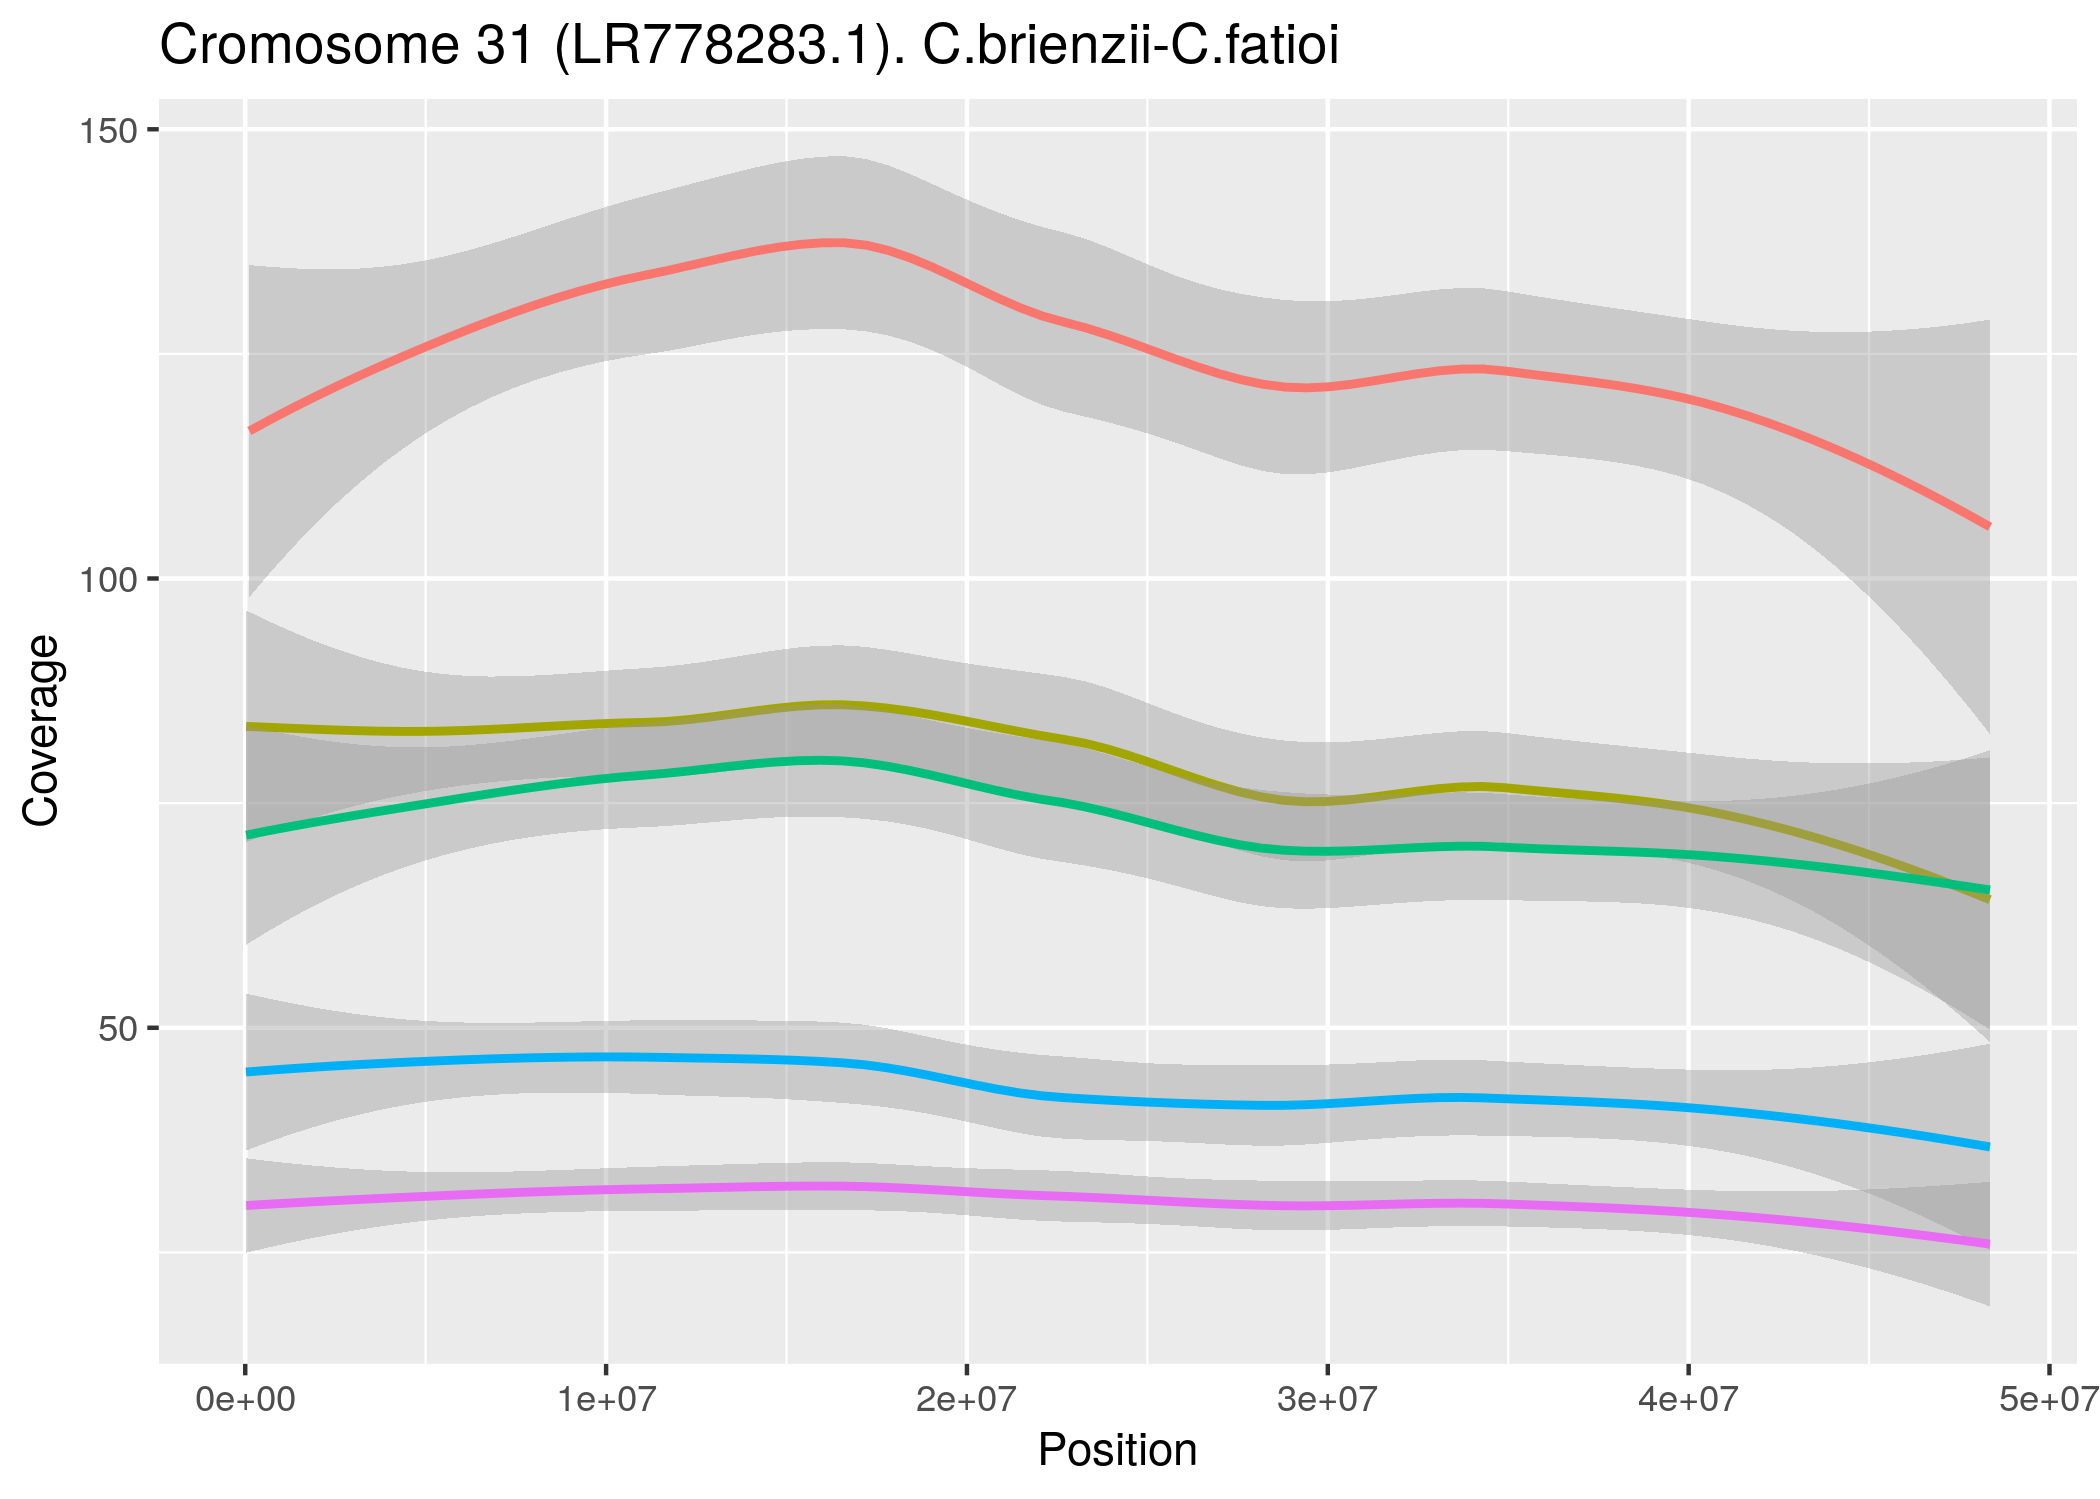 Cromosome 31 (LR778283.1). C.brienzii-C.fatioi
150
100
50
Coverage
0e+00 1e+07 2e+07 3e+07 4e+07 5e+07
Position